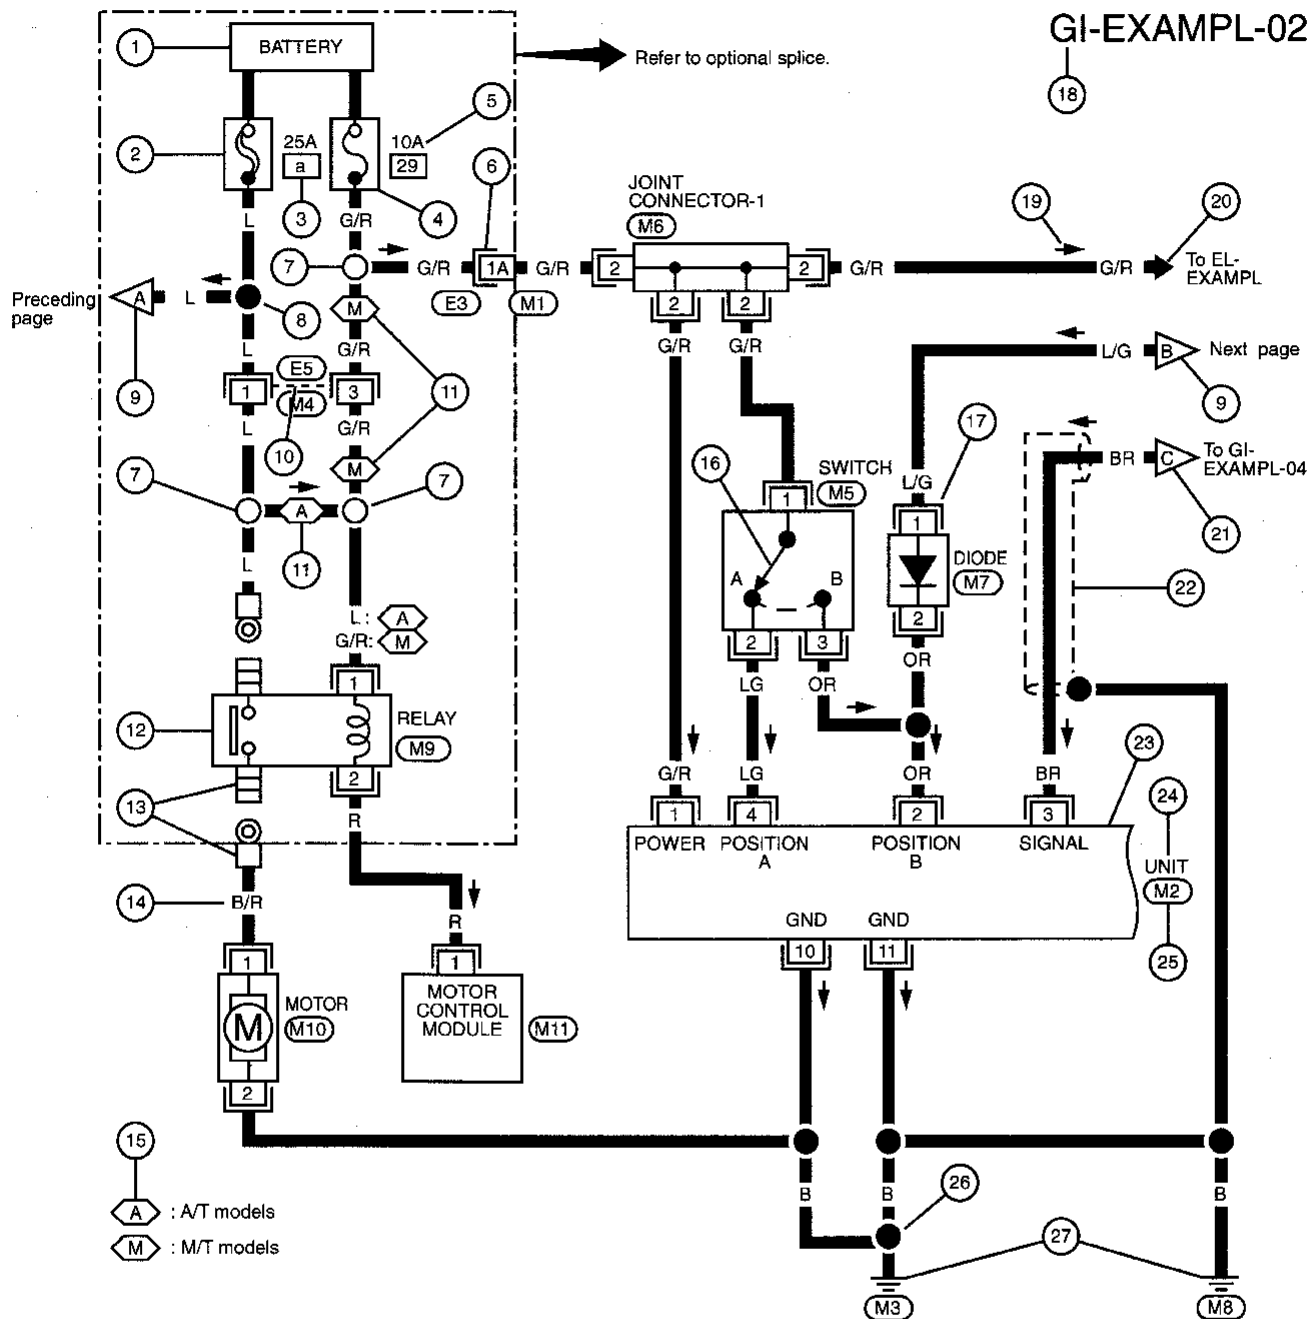 GI-EXAMPL-02
18
1
BATTERY
Refer to optional splice.
2
25A
a
3
10A
29
5
4
6
L
G/R
7
G/R
1A
G/R
E3
M1
JOINT
CONNECTOR-1
M6
2
2
G/R
2
2
19
20
G/R
To EL-
EXAMPL
Preceding
page
A
L
8
9
M
L
G/R
E5
1
3
M4
10
11
L
G/R
M
7
7
A
11
L
L: A
G/R: M
G/R
G/R
L/G
B
Next page
9
BR
C
To GI-
EXAMPL-04
21
16
SWITCH
M5
1
A
B
2
3
17
L/G
1
DIODE
M7
2
22
LG
OR
OR
12
1
RELAY
M9
2
13
R
14
B/R
R
G/R
LG
OR
BR
23
1
4
2
3
POWER
POSITION
A
POSITION
B
SIGNAL
24
UNIT
M2
25
GND
GND
10
11
1
M
MOTOR
M10
2
1
MOTOR
CONTROL
MODULE
M11
15
A : A/T models
M : M/T models
B
B
B
26
27
M3
M8